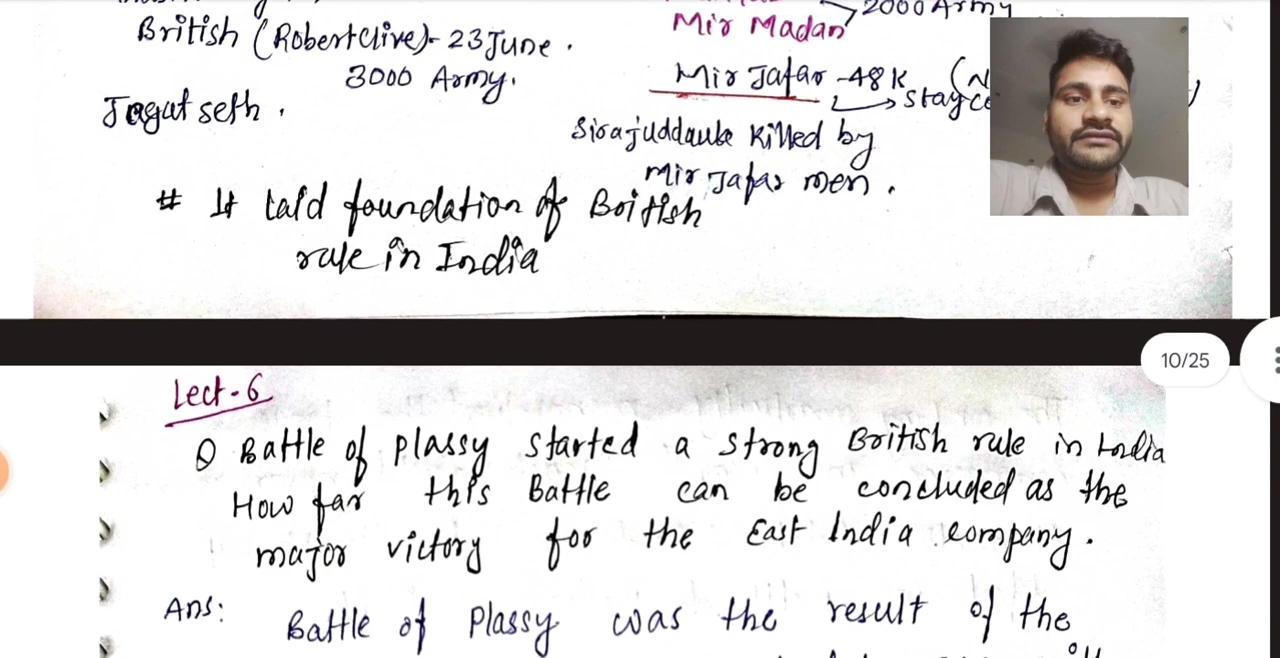 British (Robert clive)- 23 June.
3000 Army.
Jagat seth.
2000 Army
Mir Madan
Mir Jafar -48K
Stay
Sirajuddaula killed by
Mir Jafar men.
# It laid foundation of British
rule in India
10/25
Lect-6
Q Battle of plassy started a strong British rule in India
How far this Battle can be concluded as the
major victory for the East India company.
Ans: Battle of Plassy was the result of the